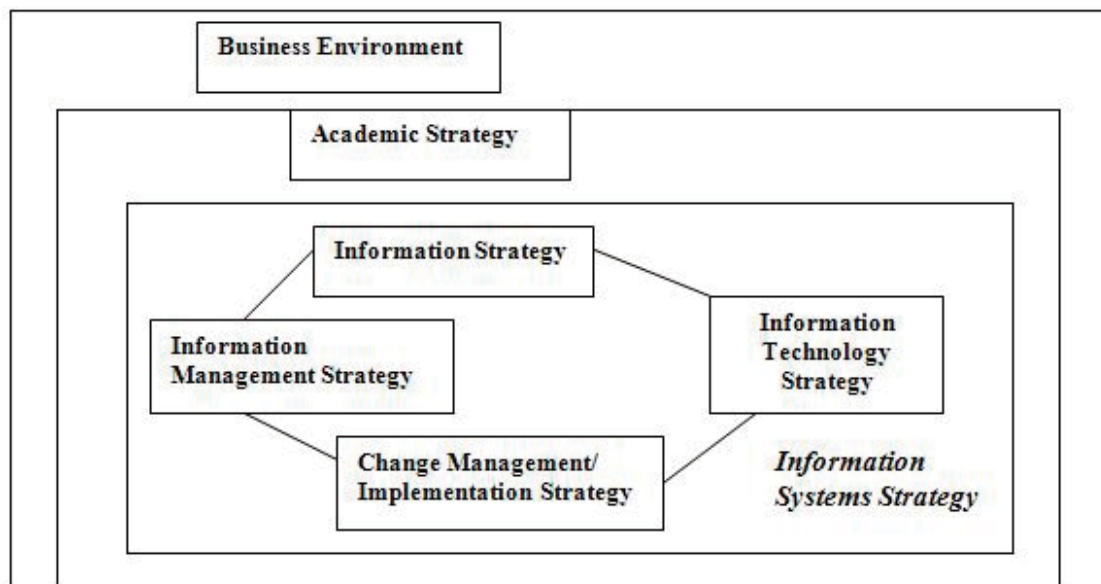 Business Environment
Academic Strategy
Information Strategy
Information
Management Strategy
Information
Technology
Strategy
Change Management/
Implementation Strategy
Information
Systems Strategy